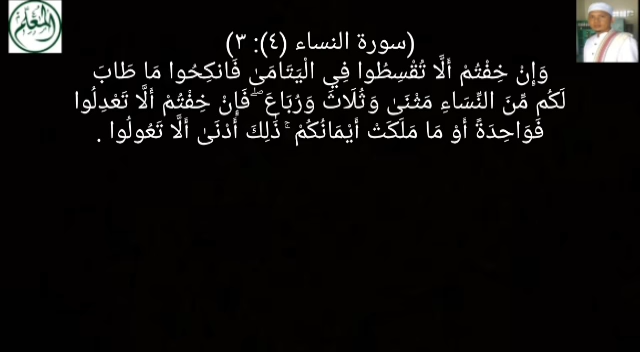 (سورة النساء (٤): ٣)
وَإِنْ خِفْتُمْ أَلَّا تُقْسِطُوا فِي الْيَتَامَىٰ فَانكِحُوا مَا طَابَ
لَكُم مِّنَ النِّسَاءِ مَثْنَىٰ وَثُلَاثَ وَرُبَاعَ ۖ فَإِنْ خِفْتُمْ أَلَّا تَعْدِلُوا
فَوَاحِدَةً أَوْ مَا مَلَكَتْ أَيْمَانُكُمْ ۚ ذَٰلِكَ أَدْنَىٰ أَلَّا تَعُولُوا .